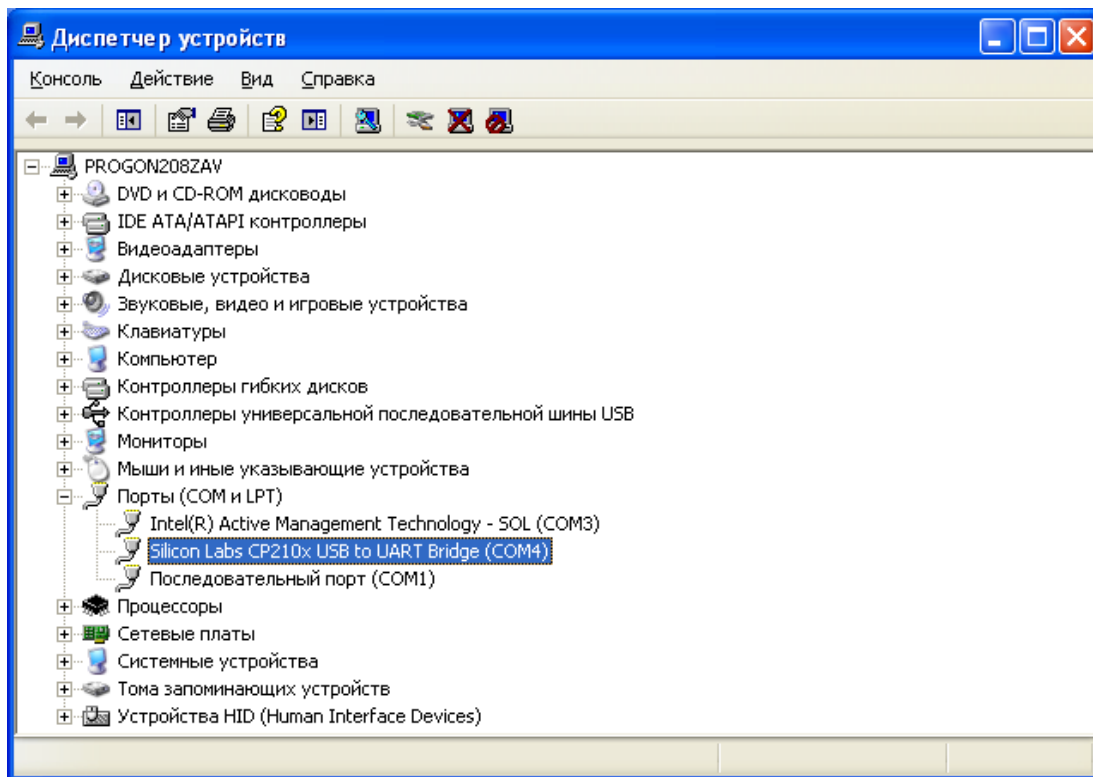 Диспетчер устройств
Консоль Действие Вид Справка
PROGON208ZAV
DVD и CD-ROM дисководы
IDE ATA/ATAPI контроллеры
Видеоадаптеры
Дисковые устройства
Звуковые, видео и игровые устройства
Клавиатуры
Компьютер
Контроллеры гибких дисков
Контроллеры универсальной последовательной шины USB
Мониторы
Мыши и иные указывающие устройства
Порты (COM и LPT)
Intel(R) Active Management Technology - SOL (COM3)
Silicon Labs CP210x USB to UART Bridge (COM4)
Последовательный порт (COM1)
Процессоры
Сетевые платы
Системные устройства
Тома запоминающих устройств
Устройства HID (Human Interface Devices)